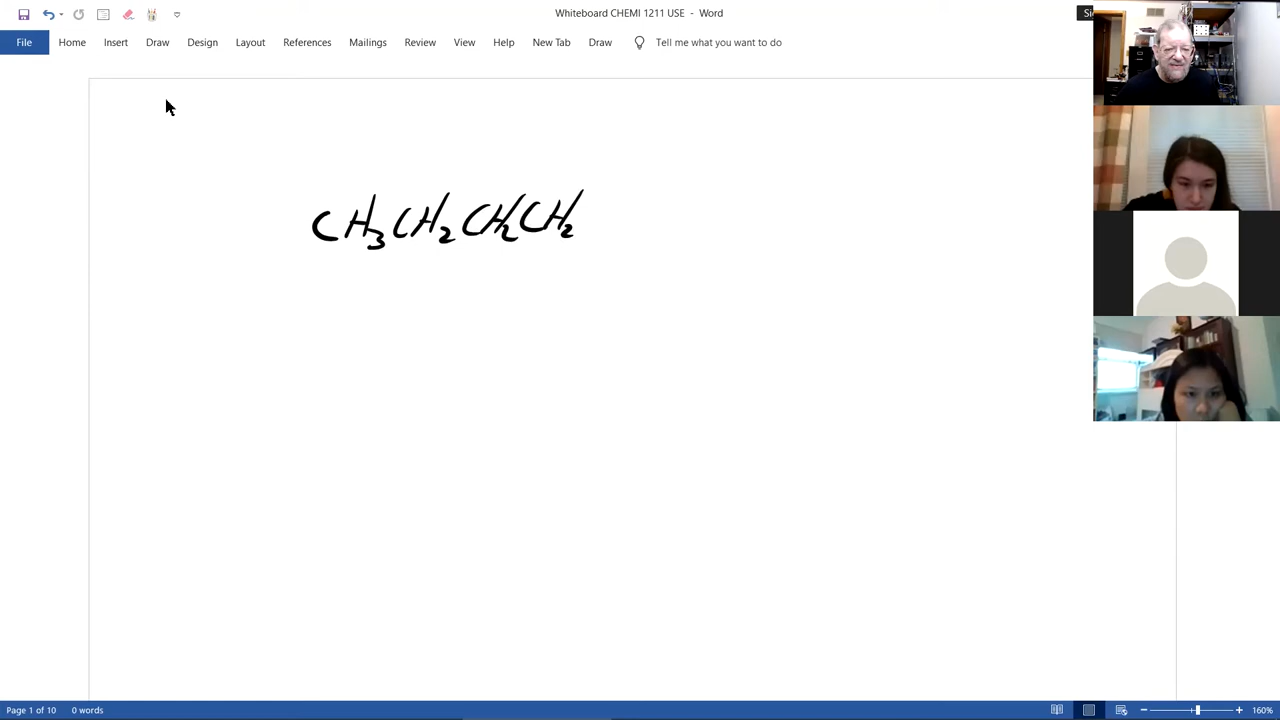 Whiteboard CHEMI 1211 USE - Word
Si
File Home Insert Draw Design Layout References Mailings Review View Help New Tab Draw Tell me what you want to do
CH3CH2CH2CH2
Page 1 of 10 0 words 160%